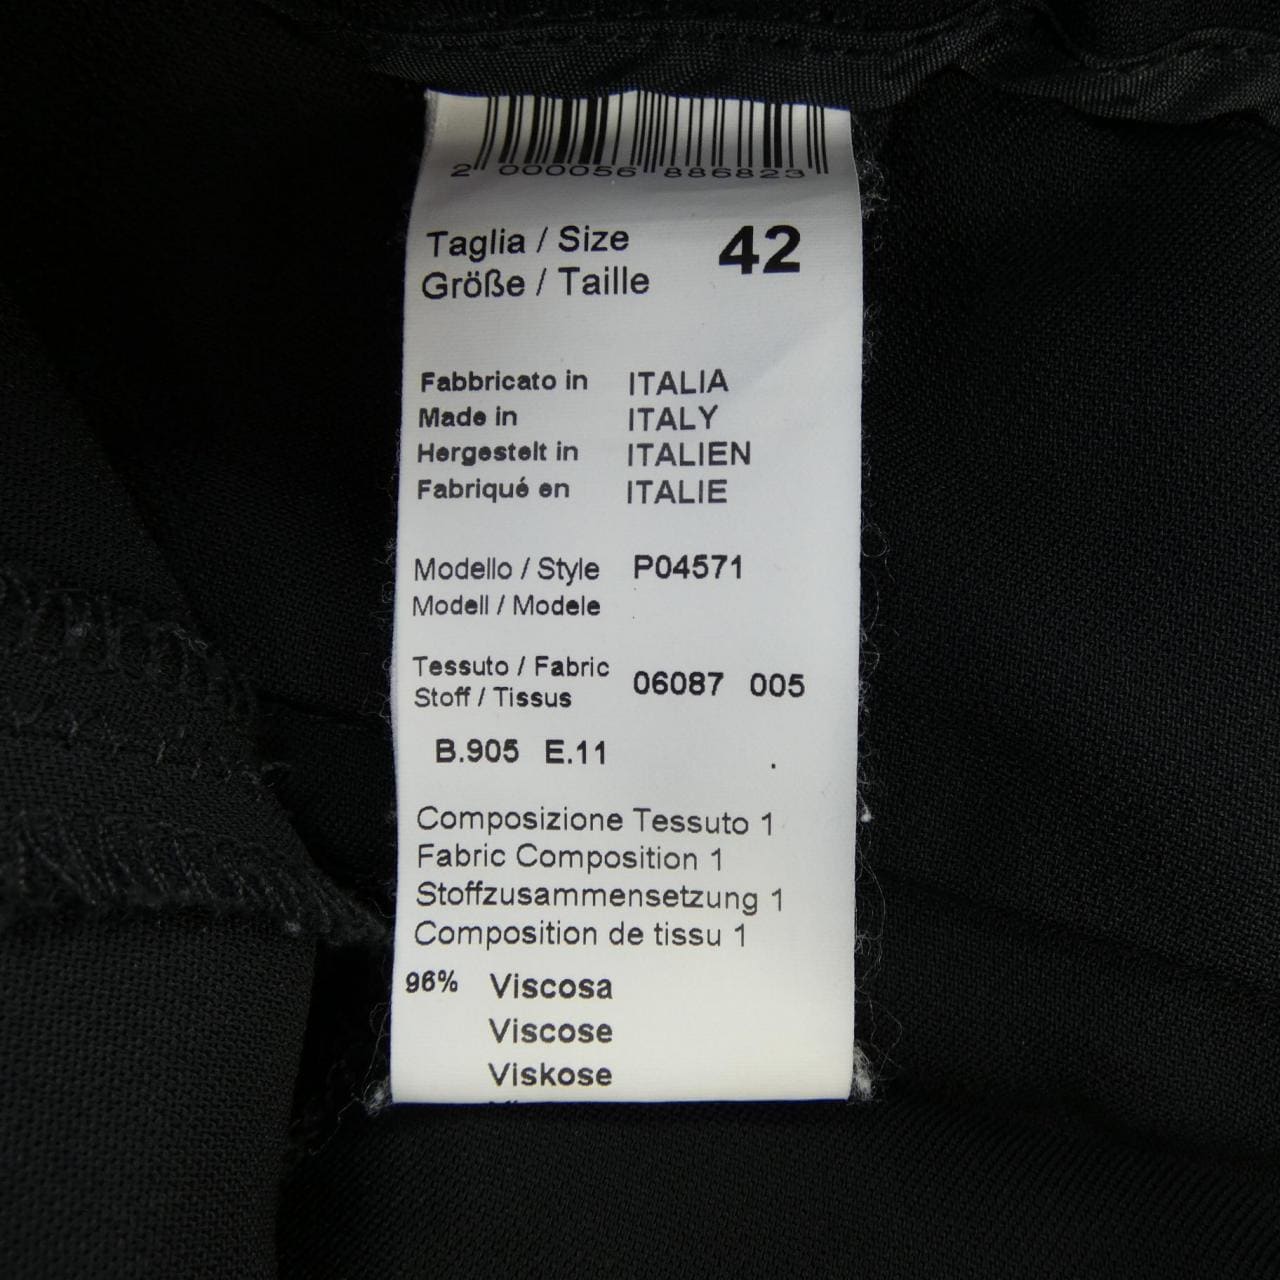 2 000056 886823
Taglia / Size 42
Größe / Taille
Fabbricato in ITALIA
Made in ITALY
Hergestelt in ITALIEN
Fabriqué en ITALIE
Modello / Style P04571
Modell / Modele
Tessuto / Fabric
Stoff / Tissus 06087 005
B.905 E.11
Composizione Tessuto 1
Fabric Composition 1
Stoffzusammensetzung 1
Composition de tissu 1
96% Viscosa
Viscose
Viskose